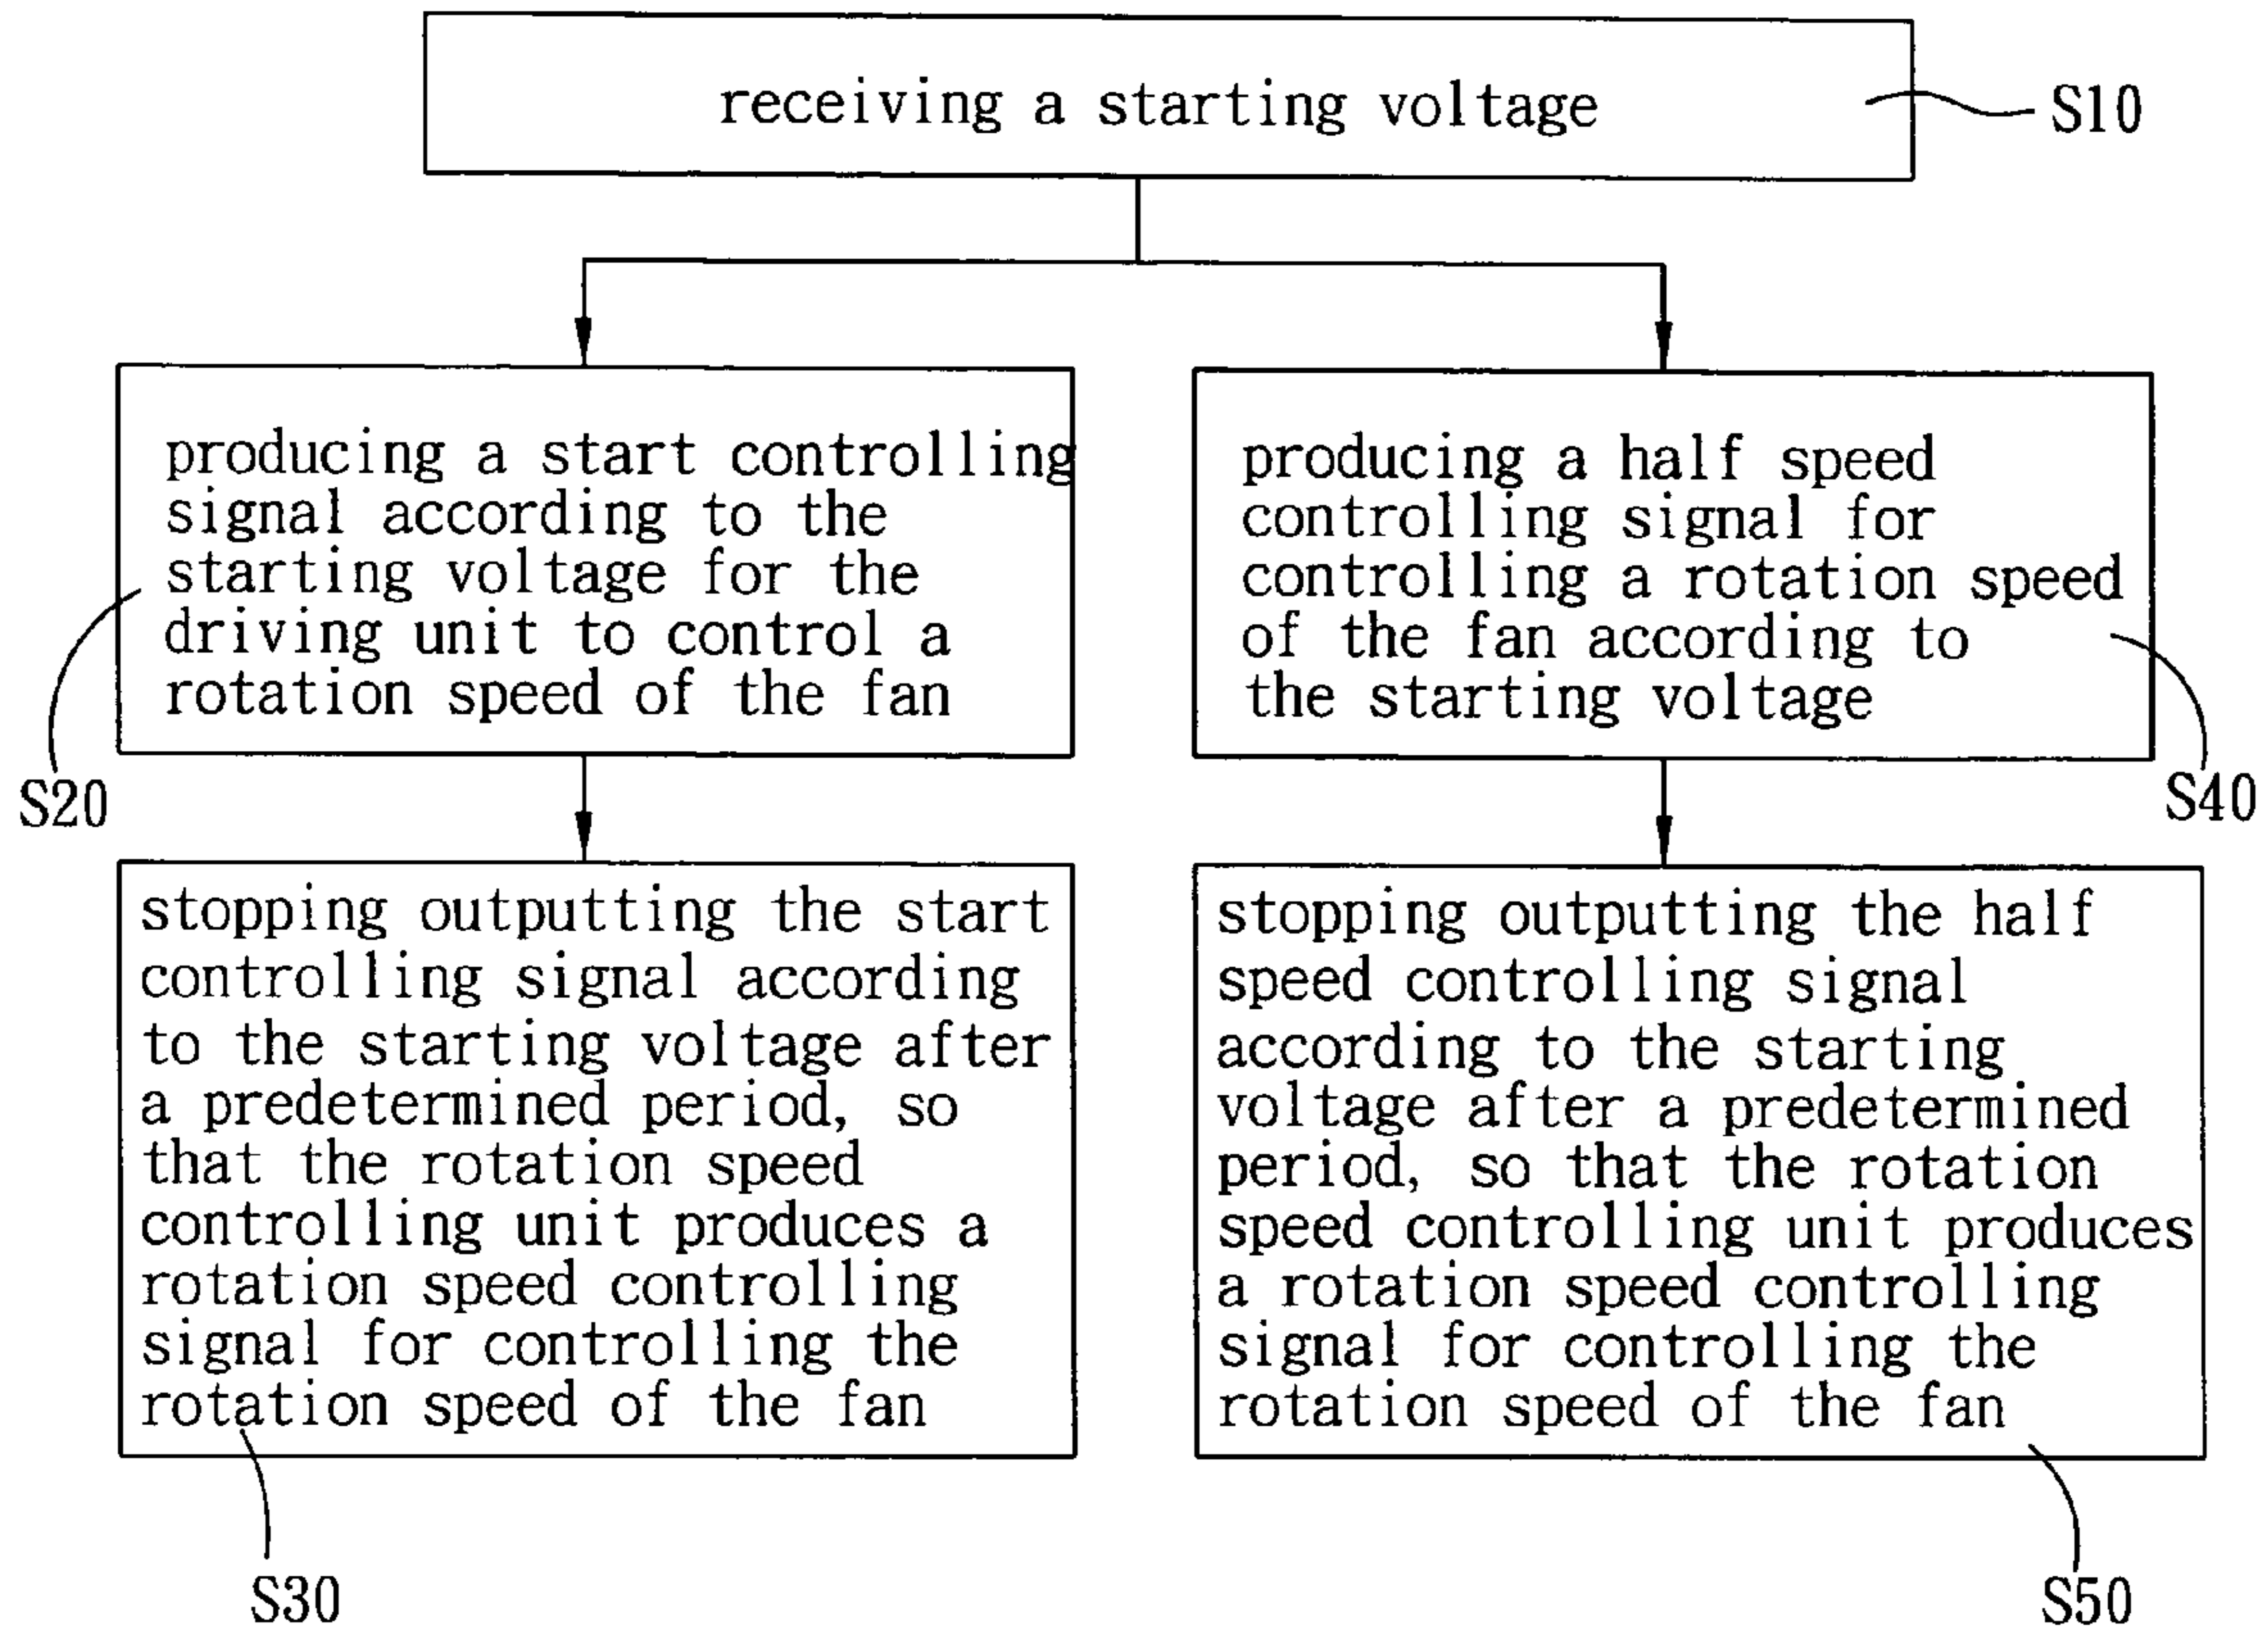 receiving a starting voltage
S10
producing a start controlling
signal according to the
starting voltage for the
driving unit to control a
rotation speed of the fan
S20
producing a half speed
controlling signal for
controlling a rotation speed
of the fan according to
the starting voltage
S40
stopping outputting the start
controlling signal according
to the starting voltage after
a predetermined period, so
that the rotation speed
controlling unit produces a
rotation speed controlling
signal for controlling the
rotation speed of the fan
S30
stopping outputting the half
speed controlling signal
according to the starting
voltage after a predetermined
period, so that the rotation
speed controlling unit produces
a rotation speed controlling
signal for controlling the
rotation speed of the fan
S50